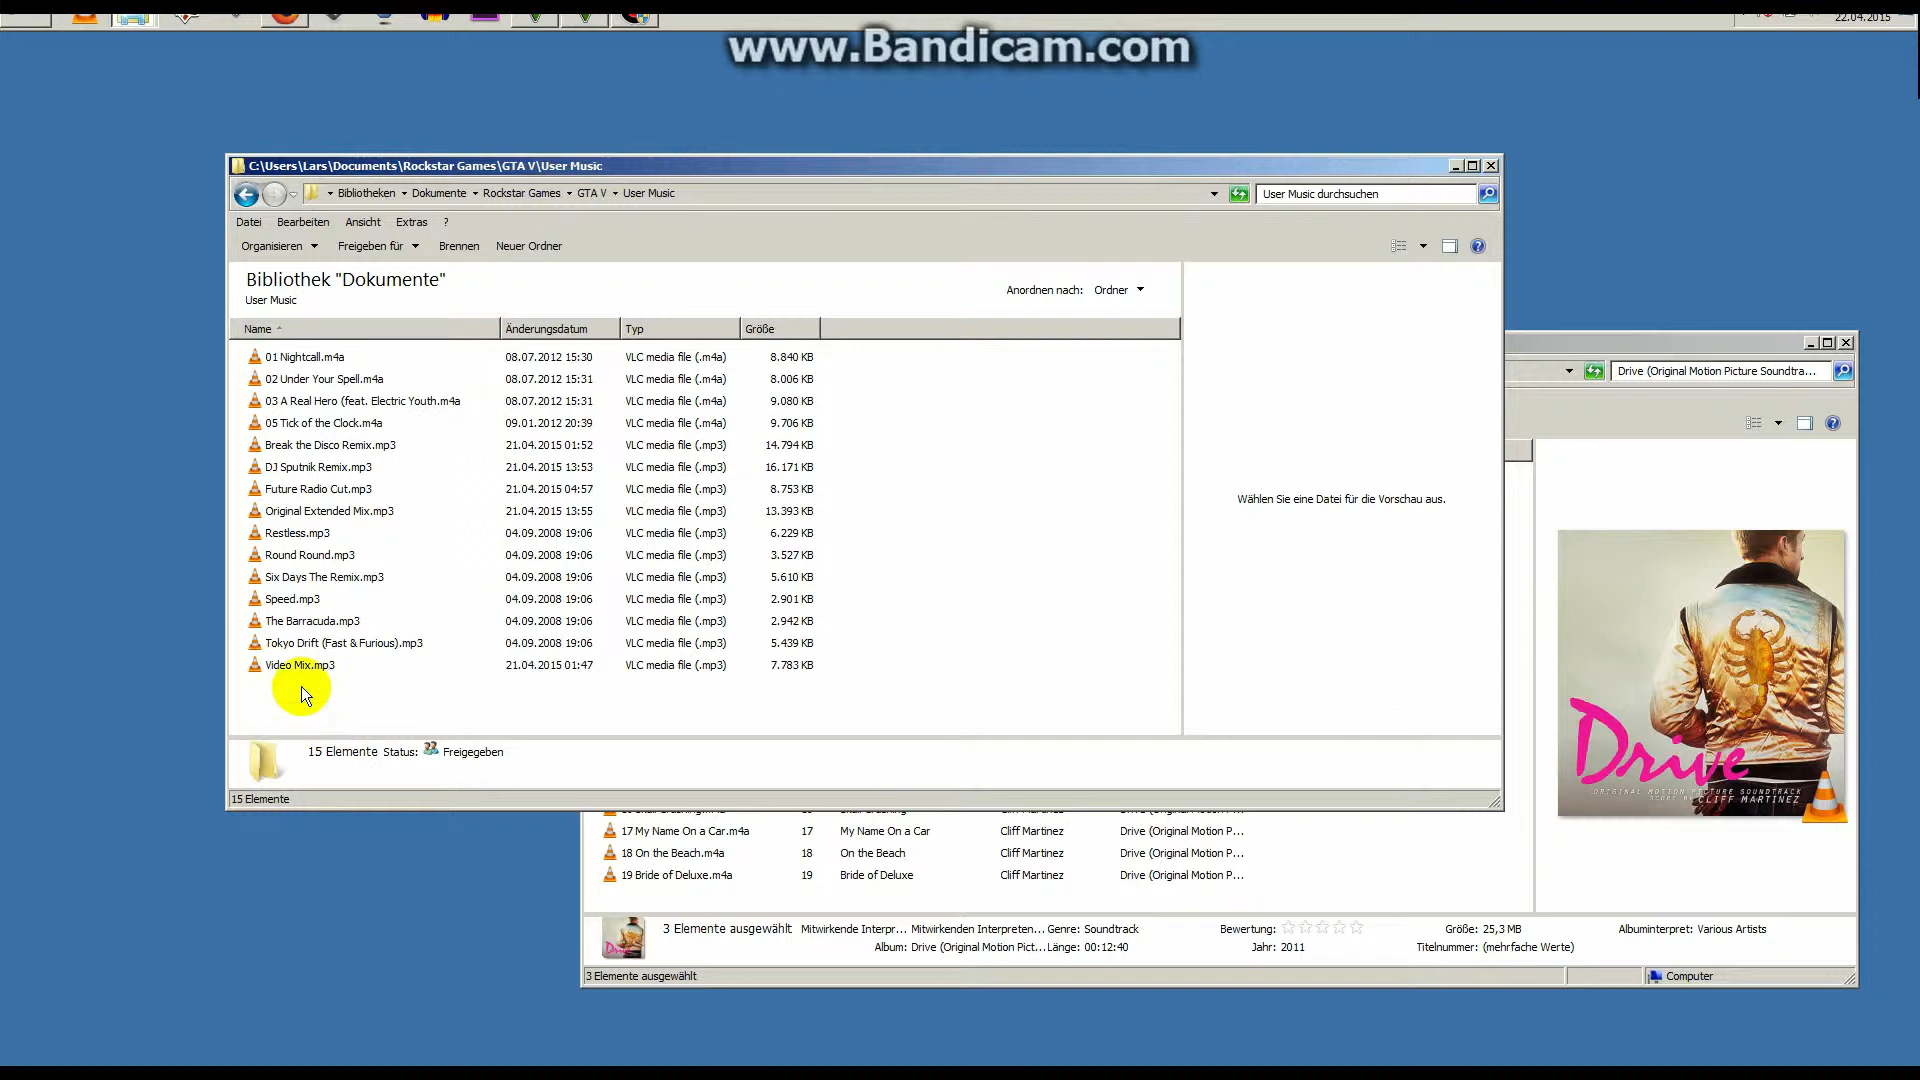 22.04.2015
www.Bandicam.com
C:\Users\Lars\Documents\Rockstar Games\GTA V\User Music
Bibliotheken Dokumente Rockstar Games GTA V User Music
User Music durchsuchen
Datei Bearbeiten Ansicht Extras ?
Organisieren Freigeben für Brennen Neuer Ordner
Bibliothek "Dokumente"
User Music
Anordnen nach: Ordner
Name Änderungsdatum Typ Größe
01 Nightcall.m4a 08.07.2012 15:30 VLC media file (.m4a) 8.840 KB
02 Under Your Spell.m4a 08.07.2012 15:31 VLC media file (.m4a) 8.006 KB
03 A Real Hero (feat. Electric Youth.m4a 08.07.2012 15:31 VLC media file (.m4a) 9.080 KB
05 Tick of the Clock.m4a 09.01.2012 20:39 VLC media file (.m4a) 9.706 KB
Break the Disco Remix.mp3 21.04.2015 01:52 VLC media file (.mp3) 14.794 KB
DJ Sputnik Remix.mp3 21.04.2015 13:53 VLC media file (.mp3) 16.171 KB
Future Radio Cut.mp3 21.04.2015 04:57 VLC media file (.mp3) 8.753 KB
Original Extended Mix.mp3 21.04.2015 13:55 VLC media file (.mp3) 13.393 KB
Restless.mp3 04.09.2008 19:06 VLC media file (.mp3) 6.229 KB
Round Round.mp3 04.09.2008 19:06 VLC media file (.mp3) 3.527 KB
Six Days The Remix.mp3 04.09.2008 19:06 VLC media file (.mp3) 5.610 KB
Speed.mp3 04.09.2008 19:06 VLC media file (.mp3) 2.901 KB
The Barracuda.mp3 04.09.2008 19:06 VLC media file (.mp3) 2.942 KB
Tokyo Drift (Fast & Furious).mp3 04.09.2008 19:06 VLC media file (.mp3) 5.439 KB
Video Mix.mp3 21.04.2015 01:47 VLC media file (.mp3) 7.783 KB
Wählen Sie eine Datei für die Vorschau aus.
15 Elemente Status: Freigegeben
15 Elemente
Drive (Original Motion Picture Soundtra...
Drive
ORIGINAL MOTION PICTURE SOUNDTRACK
SCORE BY CLIFF MARTINEZ
17 My Name On a Car.m4a 17 My Name On a Car Cliff Martinez Drive (Original Motion P...
18 On the Beach.m4a 18 On the Beach Cliff Martinez Drive (Original Motion P...
19 Bride of Deluxe.m4a 19 Bride of Deluxe Cliff Martinez Drive (Original Motion P...
3 Elemente ausgewählt Mitwirkende Interpr... Mitwirkenden Interpreten... Genre: Soundtrack Bewertung: Größe: 25,3 MB Albuminterpret: Various Artists
Album: Drive (Original Motion Pict... Länge: 00:12:40 Jahr: 2011 Titelnummer: (mehrfache Werte)
3 Elemente ausgewählt Computer